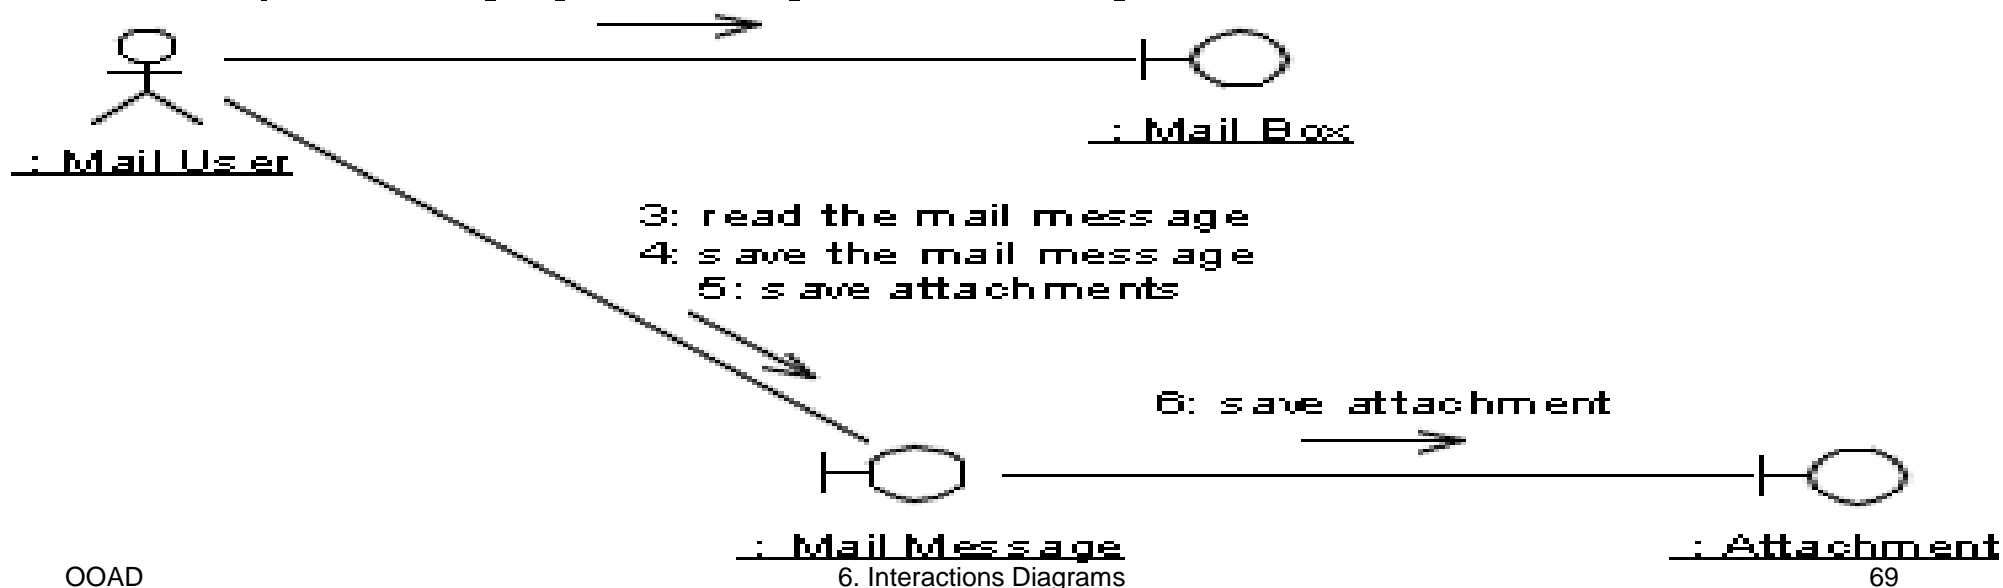 : Mail Box
: Mail User
3: read the mail message
4: save the mail message
5: save attachments
6: save attachment
: Mail Message
: Attachment
OOAD
6. Interactions Diagrams
69